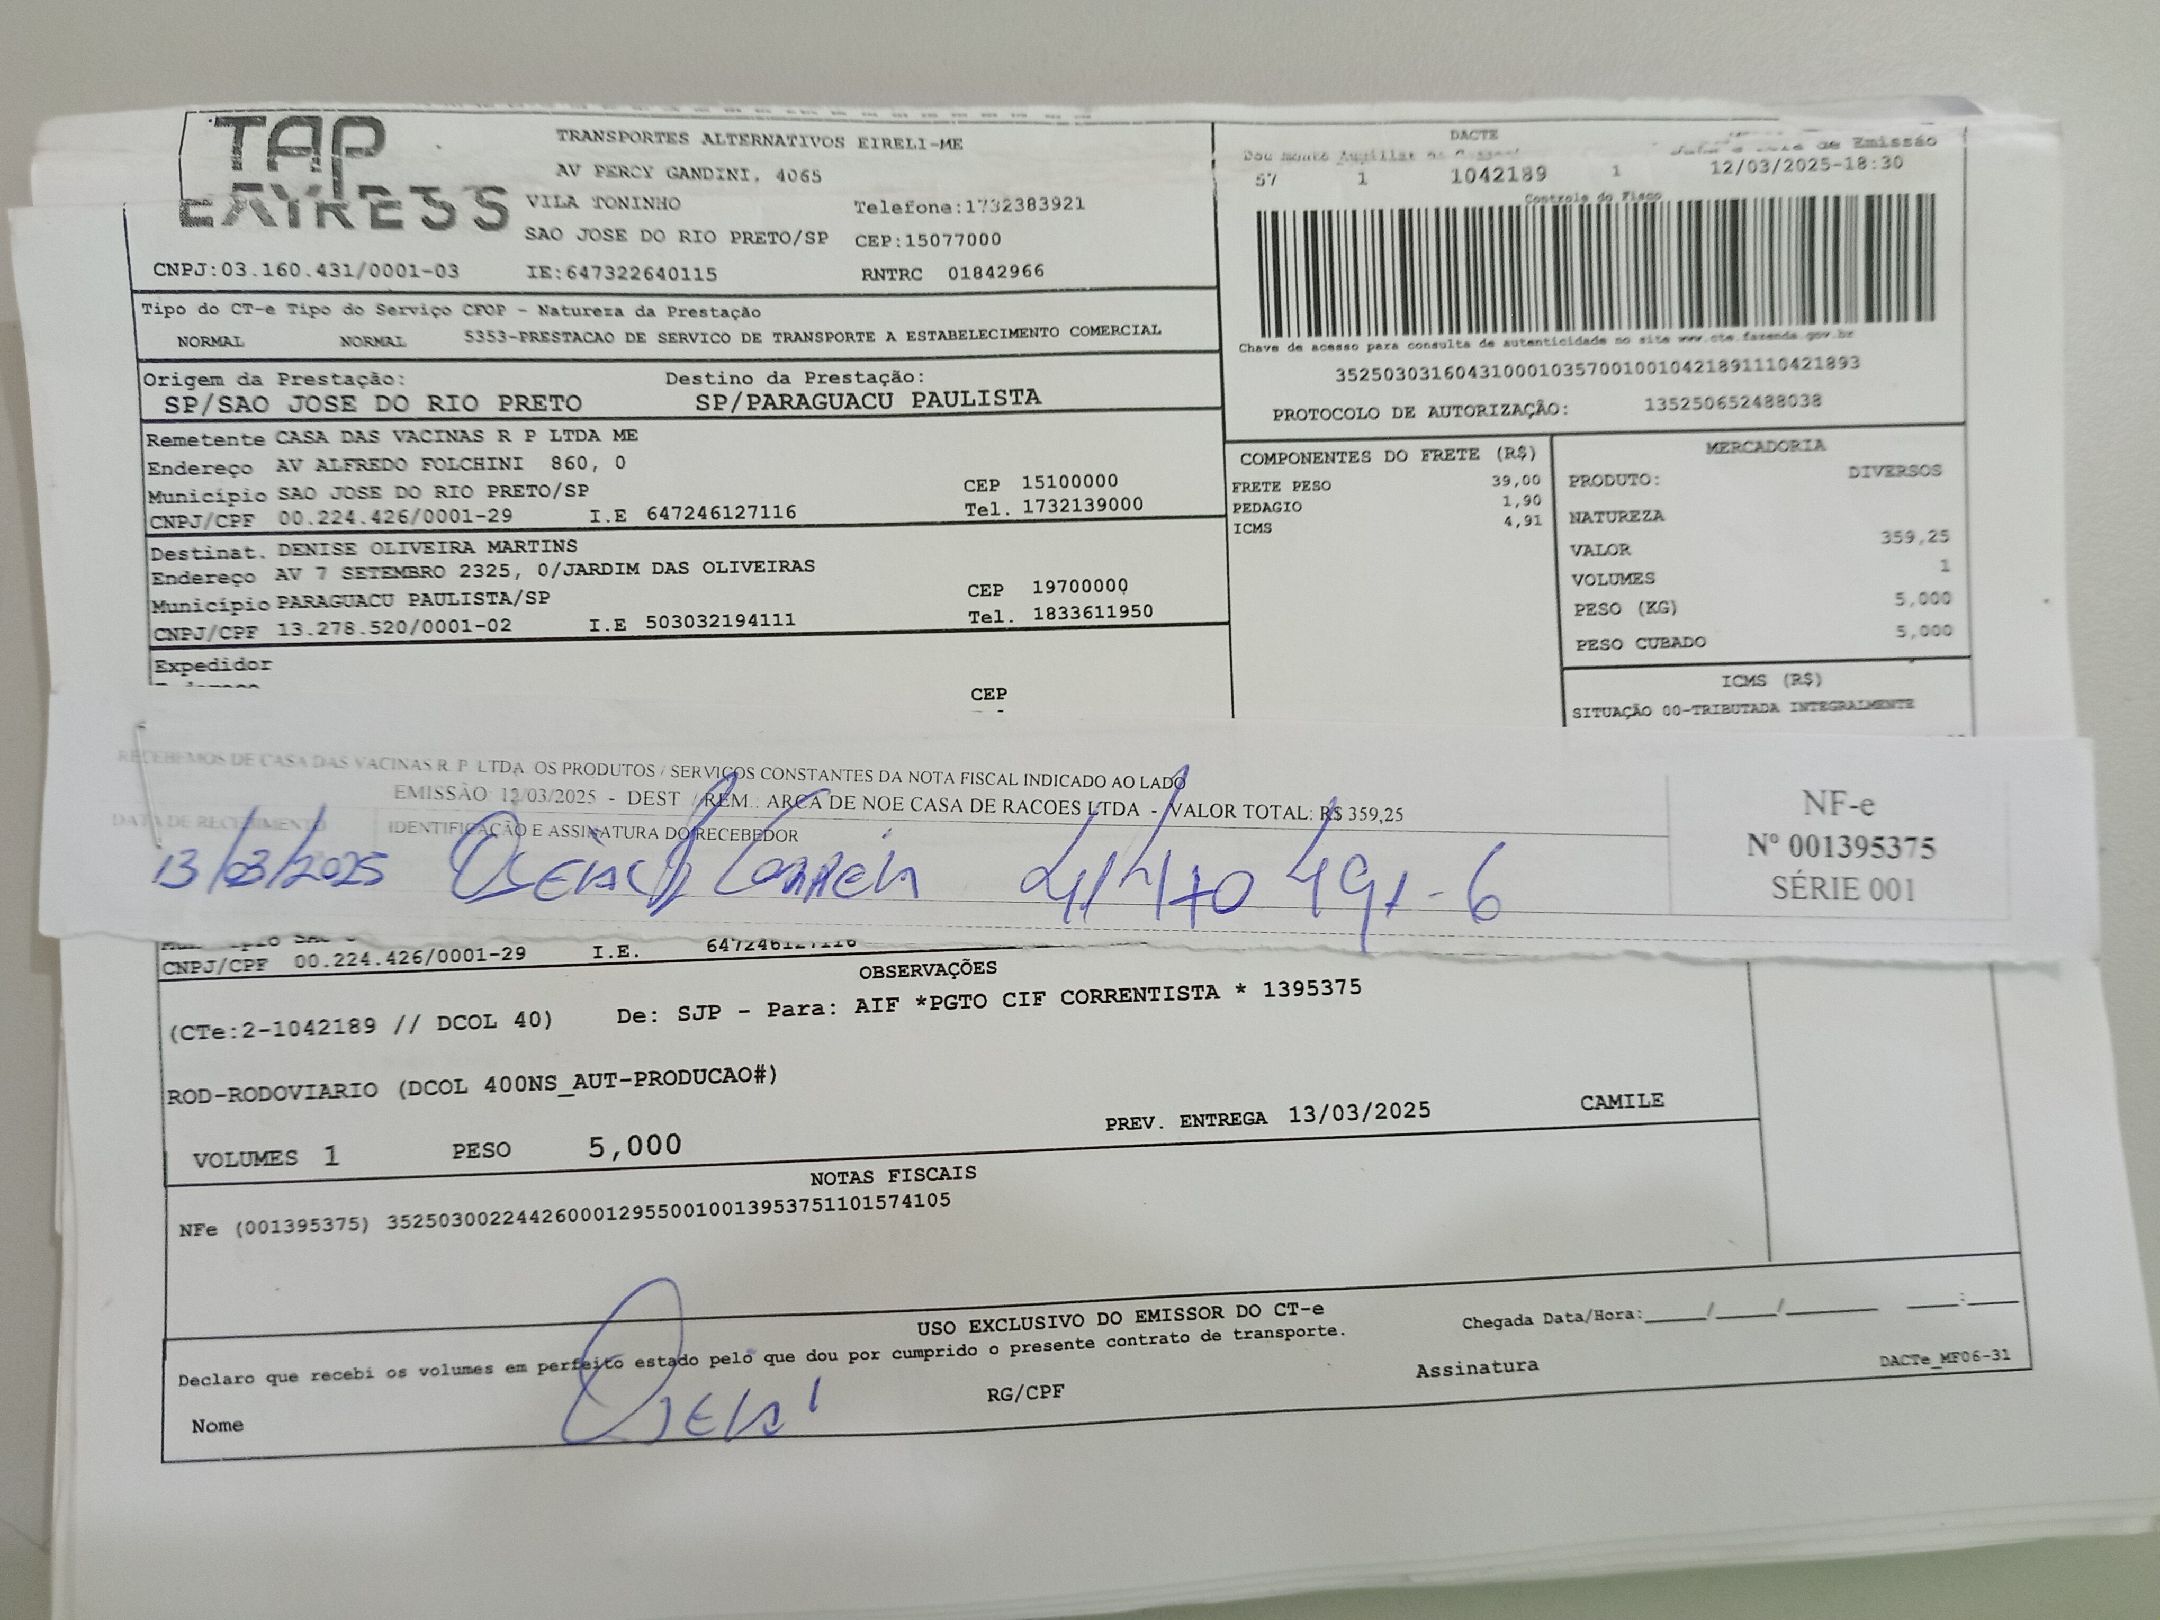 TAP
EXPRESS
TRANSPORTES ALTERNATIVOS EIRELI-ME
AV PERCY GANDINI, 4065
VILA TONINHO Telefone:1732383921
SAO JOSE DO RIO PRETO/SP CEP:15077000
CNPJ:03.160.431/0001-03 IE:647322640115 RNTRC 01842966
DACTE
de Emissão
57 1 1042189 1 12/03/2025-18:30
Controle do Fisco
Chave de acesso para consulta de autenticidade no site www.cte.fazenda.gov.br
35250303160431000103570010010421891110421893
PROTOCOLO DE AUTORIZAÇÃO: 135250652488038
Tipo do CT-e Tipo do Serviço CFOP - Natureza da Prestação
NORMAL NORMAL 5353-PRESTACAO DE SERVICO DE TRANSPORTE A ESTABELECIMENTO COMERCIAL
Origem da Prestação: Destino da Prestação:
SP/SAO JOSE DO RIO PRETO SP/PARAGUACU PAULISTA
Remetente CASA DAS VACINAS R P LTDA ME
Endereço AV ALFREDO FOLCHINI 860, 0
Município SAO JOSE DO RIO PRETO/SP CEP 15100000
CNPJ/CPF 00.224.426/0001-29 I.E 647246127116 Tel. 1732139000
Destinat. DENISE OLIVEIRA MARTINS
Endereço AV 7 SETEMBRO 2325, 0/JARDIM DAS OLIVEIRAS
Município PARAGUACU PAULISTA/SP CEP 19700000
CNPJ/CPF 13.278.520/0001-02 I.E 503032194111 Tel. 1833611950
Expedidor
CEP
COMPONENTES DO FRETE (R$)
FRETE PESO 39,00
PEDAGIO 1,90
ICMS 4,91
MERCADORIA
PRODUTO: DIVERSOS
NATUREZA
VALOR 359,25
VOLUMES 1
PESO (KG) 5,000
PESO CUBADO 5,000
ICMS (R$)
SITUAÇÃO 00-TRIBUTADA INTEGRALMENTE
RECEBEMOS DE CASA DAS VACINAS R P LTDA OS PRODUTOS / SERVIÇOS CONSTANTES DA NOTA FISCAL INDICADO AO LADO
EMISSÃO: 12/03/2025 - DEST / REM.: ARCA DE NOE CASA DE RACOES LTDA - VALOR TOTAL: R$ 359,25
DATA DE RECEBIMENTO IDENTIFICAÇÃO E ASSINATURA DO RECEBEDOR
13/03/2025
NF-e
Nº 001395375
SÉRIE 001
CNPJ/CPF 00.224.426/0001-29 I.E. 647246127116
OBSERVAÇÕES
(CTe:2-1042189 // DCOL 40) De: SJP - Para: AIF *PGTO CIF CORRENTISTA * 1395375
ROD-RODOVIARIO (DCOL 400NS_AUT-PRODUCAO#)
VOLUMES 1 PESO 5,000 PREV. ENTREGA 13/03/2025 CAMILE
NOTAS FISCAIS
NFe (001395375) 35250300224426000129550010013953751101574105
USO EXCLUSIVO DO EMISSOR DO CT-e
Declaro que recebi os volumes em perfeito estado pelo que dou por cumprido o presente contrato de transporte.
Chegada Data/Hora:_____/_____/________ ____:____
Nome RG/CPF Assinatura DACTe_MF06-31